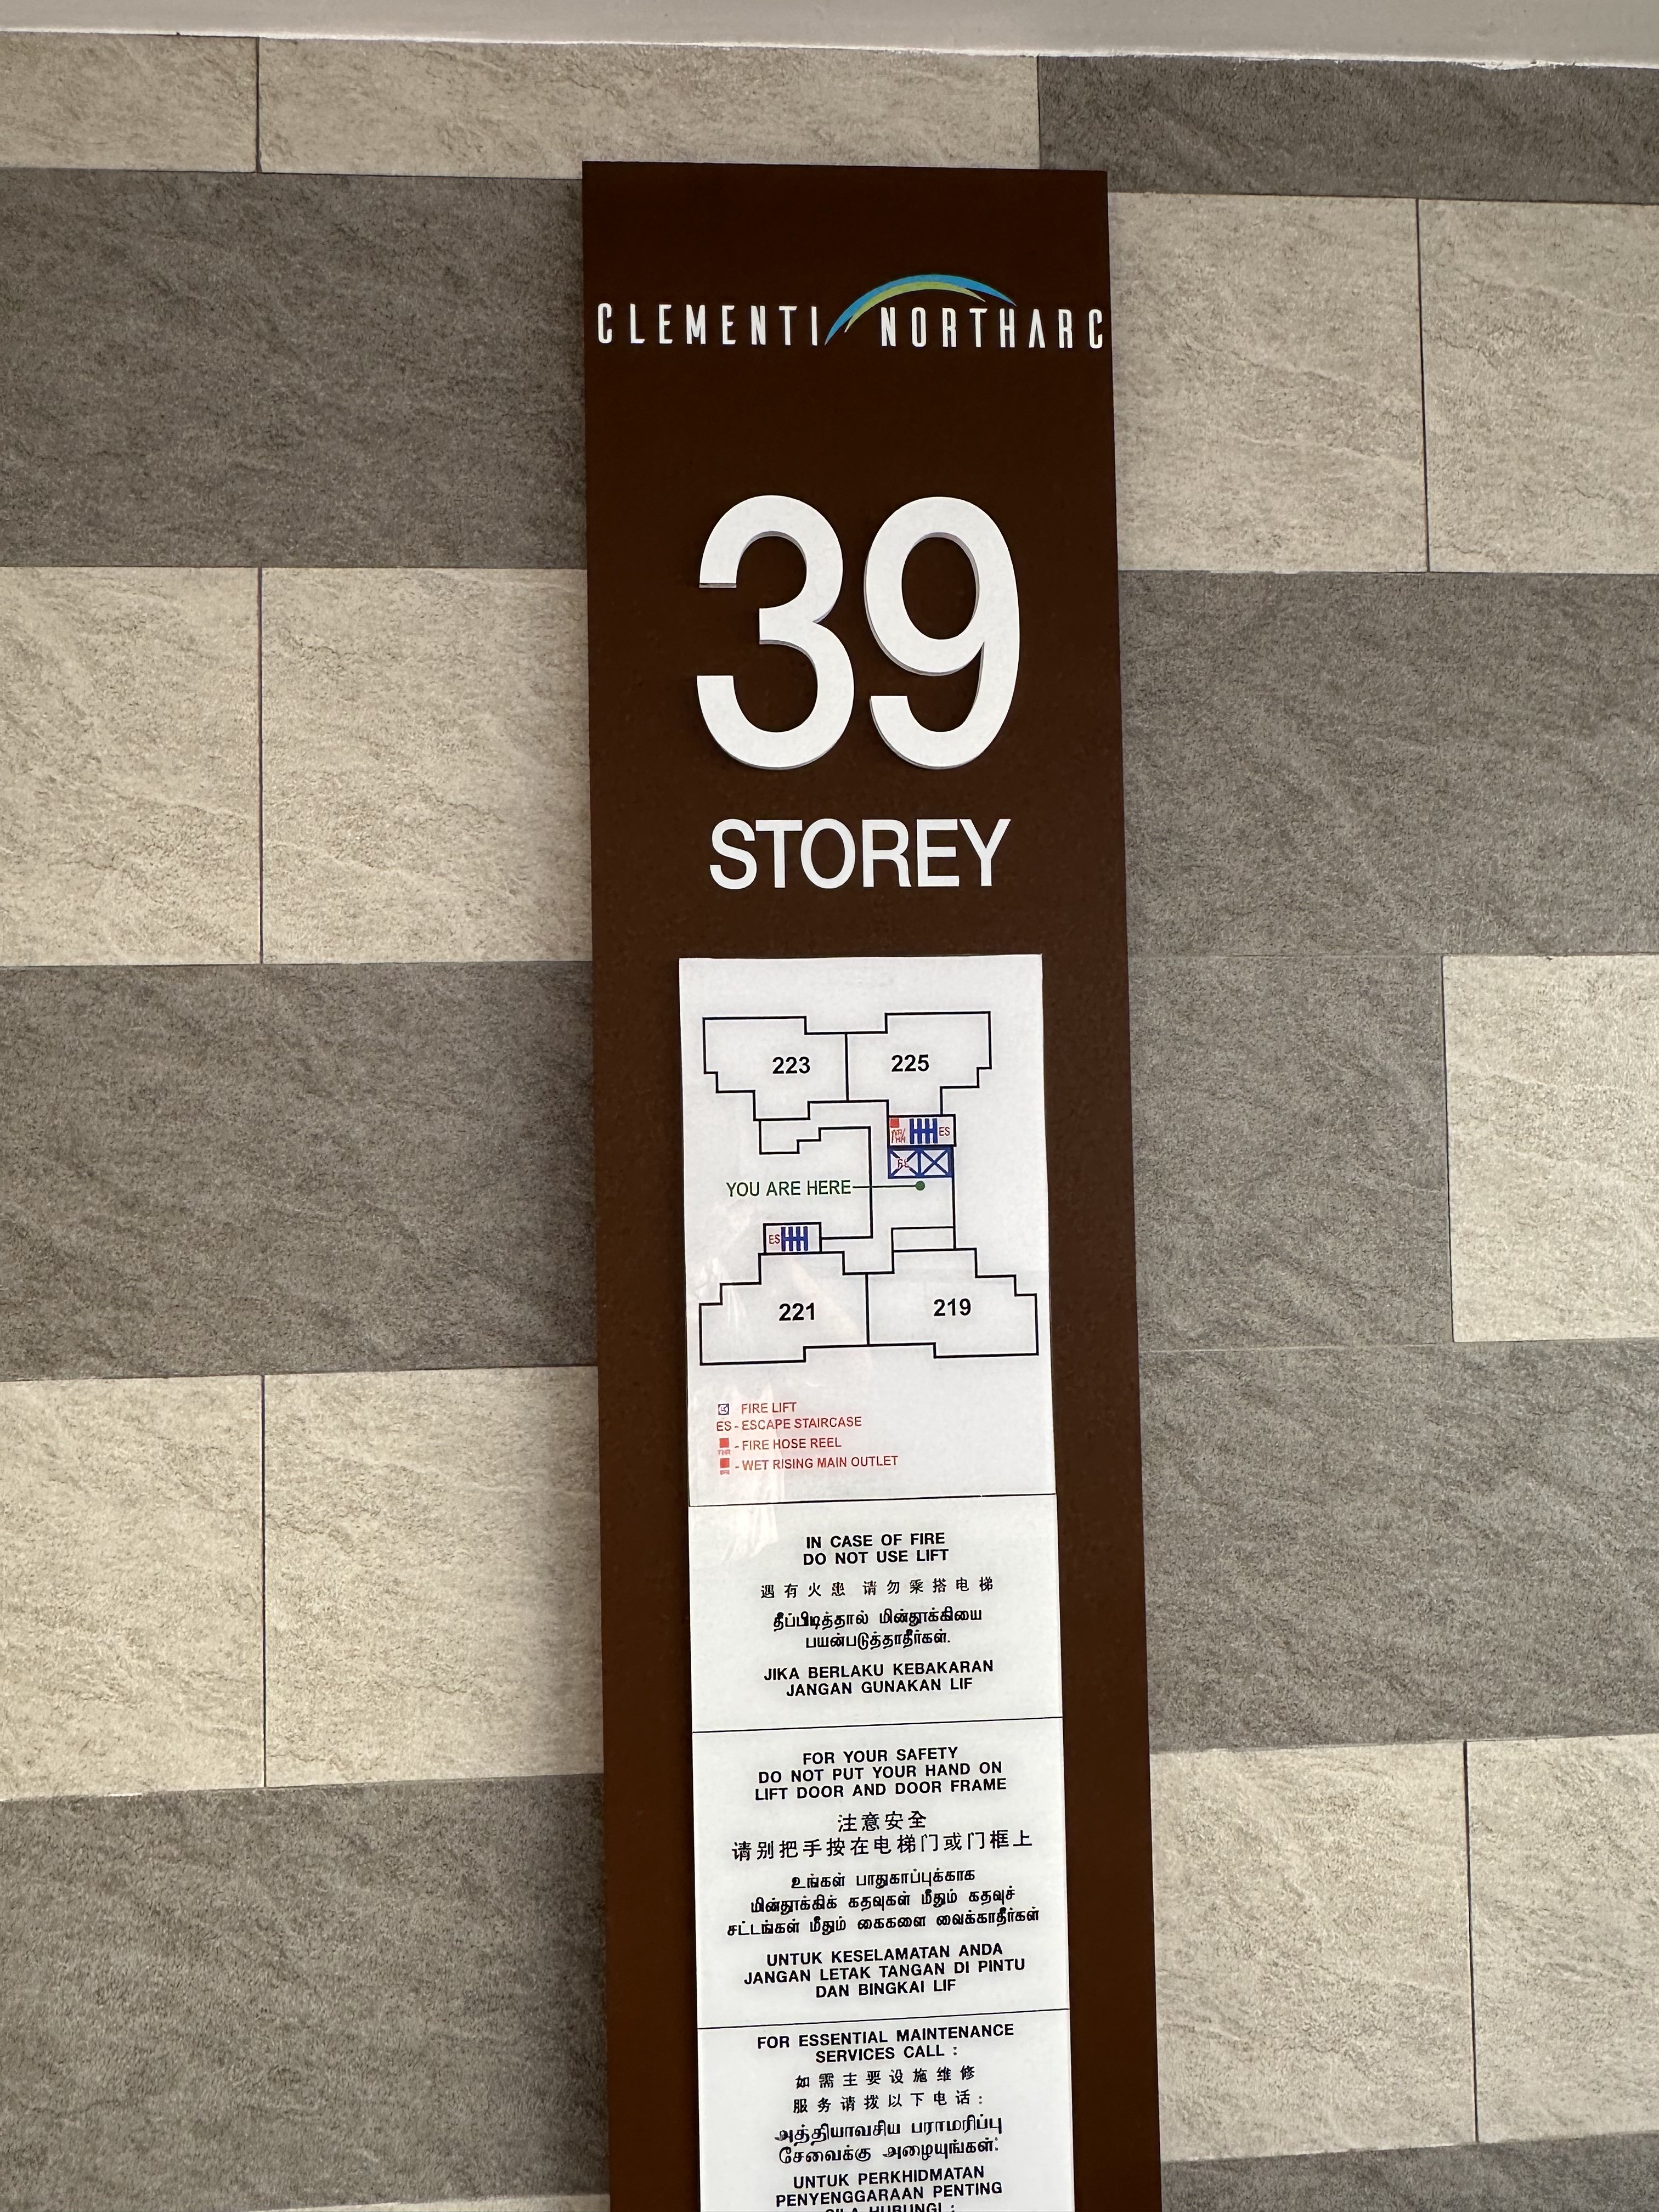 CLEMENTI NORTHARC
39
STOREY
223
225
ES
FL
YOU ARE HERE
ES
221
219
FIRE LIFT
ES - ESCAPE STAIRCASE
- FIRE HOSE REEL
- WET RISING MAIN OUTLET
IN CASE OF FIRE
DO NOT USE LIFT
遇有火患 请勿乘搭电梯
தீப்பிடித்தால் மின்தூக்கியை
பயன்படுத்தாதீர்கள்.
JIKA BERLAKU KEBAKARAN
JANGAN GUNAKAN LIF
FOR YOUR SAFETY
DO NOT PUT YOUR HAND ON
LIFT DOOR AND DOOR FRAME
注意安全
请别把手按在电梯门或门框上
உங்கள் பாதுகாப்புக்காக
மின்தூக்கிக் கதவுகள் மீதும் கதவுச்
சட்டங்கள் மீதும் கைகளை வைக்காதீர்கள்
UNTUK KESELAMATAN ANDA
JANGAN LETAK TANGAN DI PINTU
DAN BINGKAI LIF
FOR ESSENTIAL MAINTENANCE
SERVICES CALL :
如需主要设施维修
服务请拨以下电话:
அத்தியாவசிய பராமரிப்பு
சேவைக்கு அழையுங்கள்:
UNTUK PERKHIDMATAN
PENYENGGARAAN PENTING
SILA HUBUNGI :